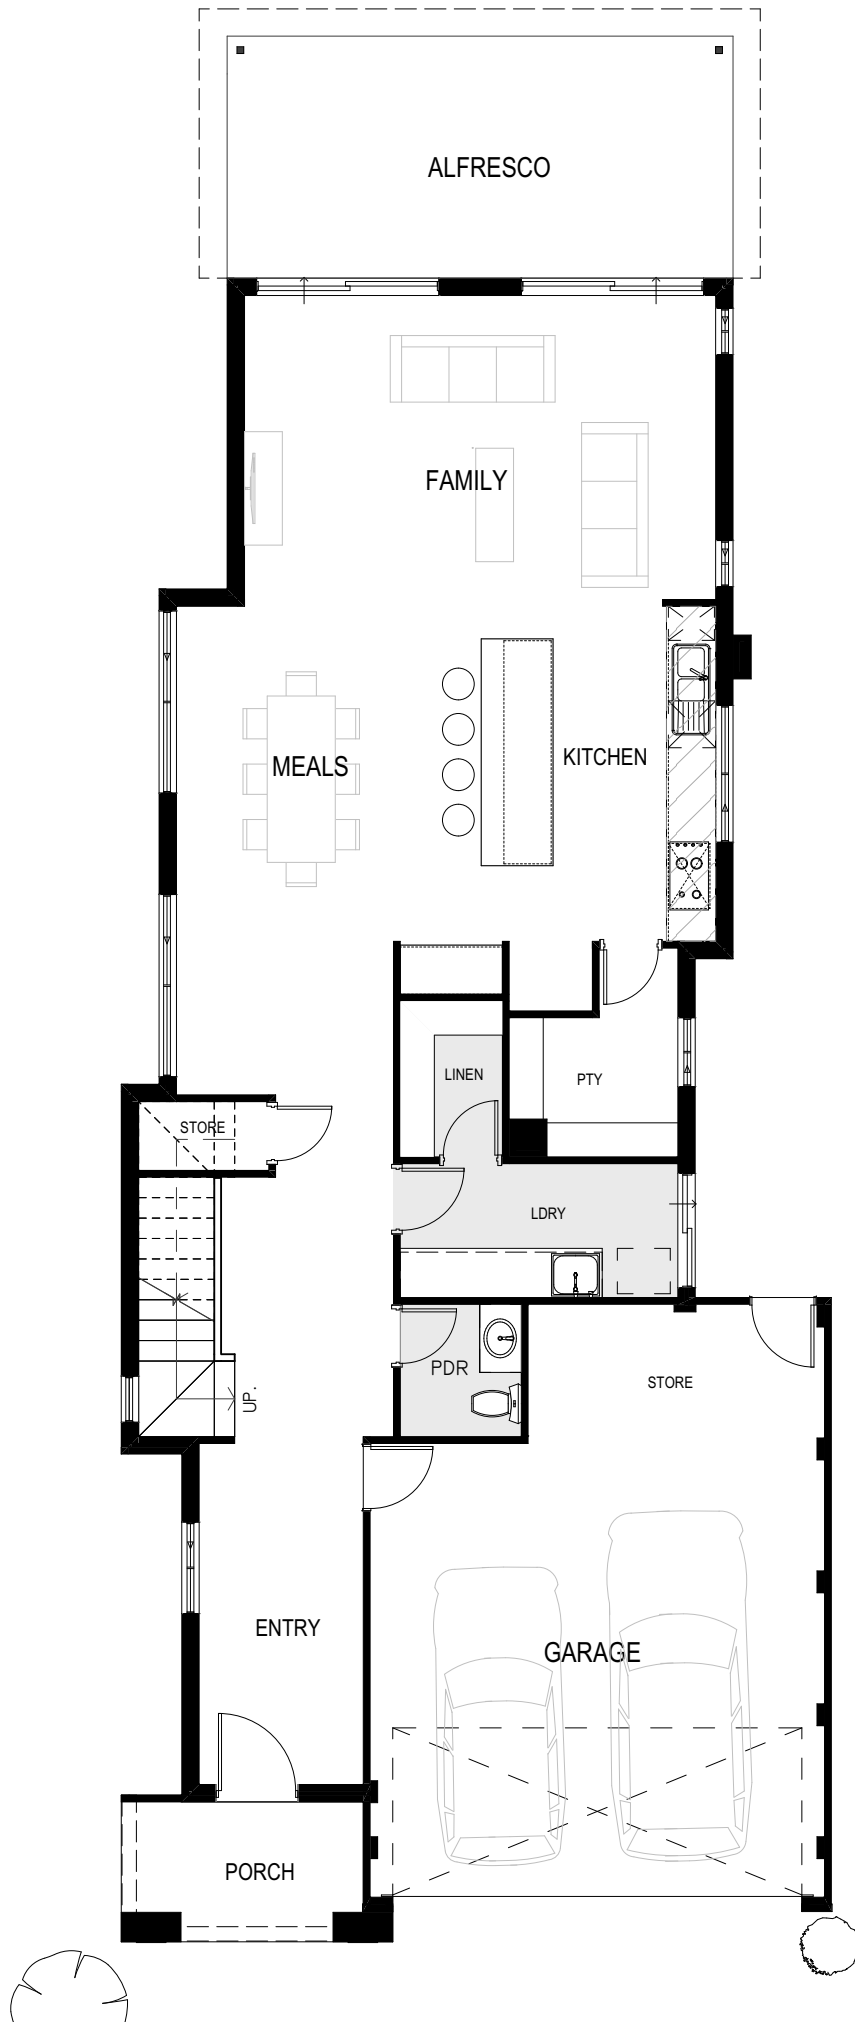 ALFRESCO
FAMILY
KITCHEN
MEALS
LINEN
PTY
STORE
LDRY
PDR
STORE
UP.
ENTRY
GARAGE
PORCH